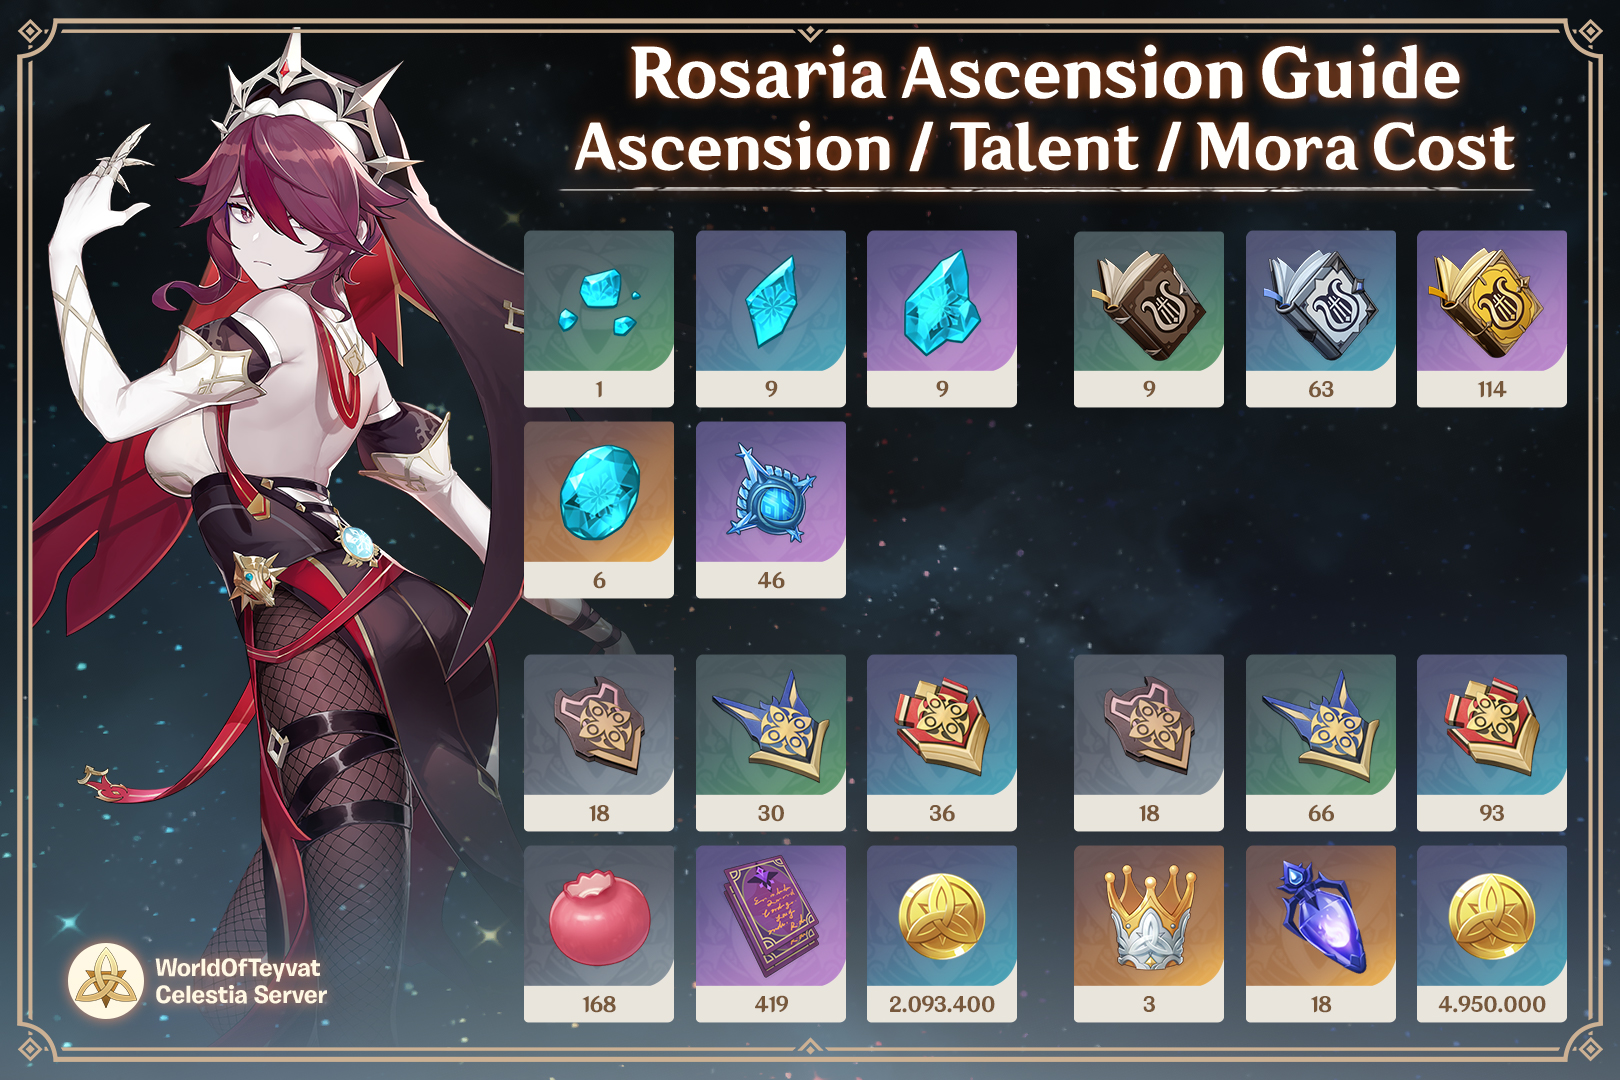 Rosaria Ascension Guide
Ascension / Talent / Mora Cost
1 9 9 9 63 114
6 46
18 30 36 18 66 93
168 419 2.093.400 3 18 4.950.000
WorldOfTeyvat
Celestia Server